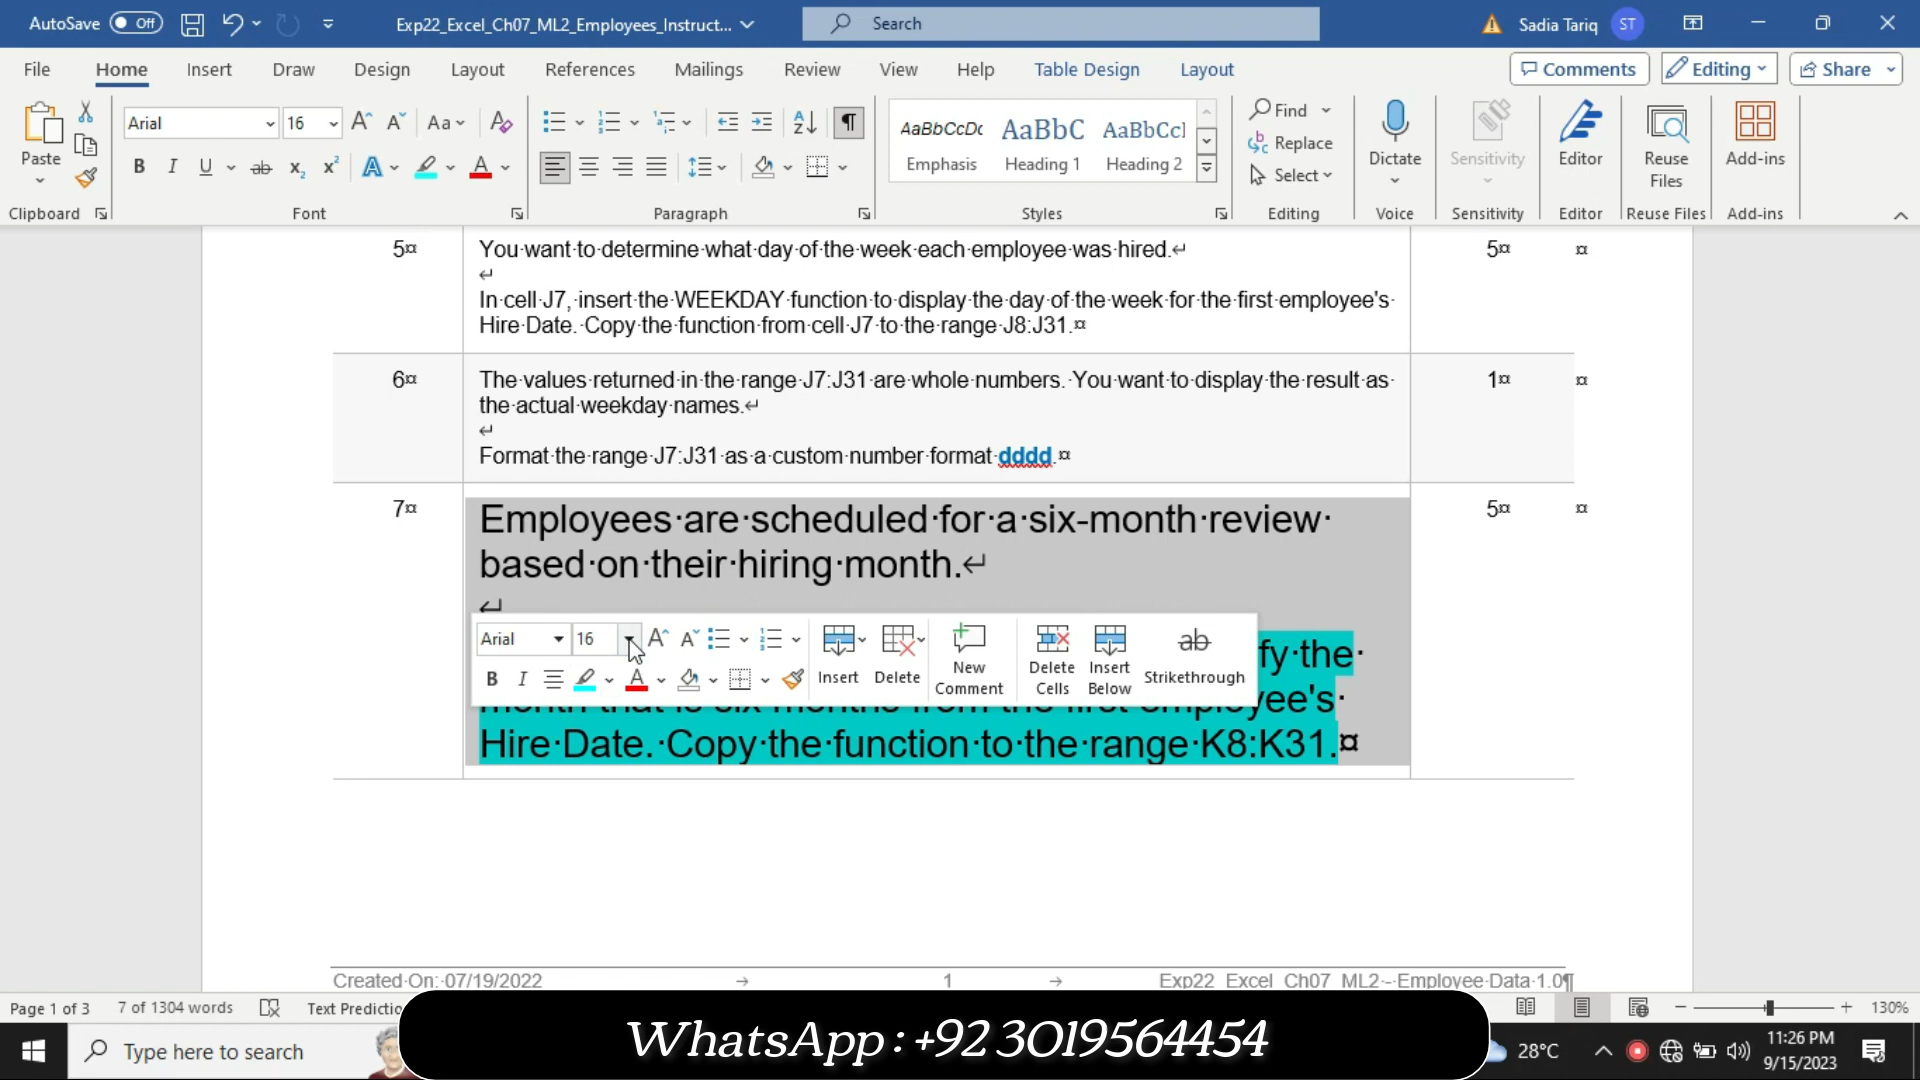 AutoSave Off Exp22_Excel_Ch07_ML2_Employees_Instruct... Search Sadia Tariq ST
File Home Insert Draw Design Layout References Mailings Review View Help Table Design Layout Comments Editing Share
Paste Arial 16 AaBbCcDc AaBbC AaBbCcl Find Replace Select Dictate Sensitivity Editor Reuse Files Add-ins
Emphasis Heading 1 Heading 2
Clipboard Font Paragraph Styles Editing Voice Sensitivity Editor Reuse Files Add-ins
5¤ You·want·to·determine·what·day·of·the·week·each·employee·was·hired.↵ 5¤ ¤
↵
In·cell·J7,·insert·the·WEEKDAY·function·to·display·the·day·of·the·week·for·the·first·employee's·
Hire·Date.··Copy·the·function·from·cell·J7·to·the·range·J8:J31.¤
6¤ The·values·returned·in·the·range·J7:J31·are·whole·numbers.··You·want·to·display·the·result·as· 1¤ ¤
the·actual·weekday·names.↵
↵
Format·the·range·J7:J31·as·a·custom·number·format·dddd.¤
7¤ Employees·are·scheduled·for·a·six-month·review· 5¤ ¤
based·on·their·hiring·month.↵
↵
Arial 16 Insert Delete New Comment Delete Cells Insert Below Strikethrough
fy·the·
month·that·is·six·months·from·the·first·employee's·
Hire·Date.··Copy·the·function·to·the·range·K8:K31.¤
Created·On:·07/19/2022 → 1 → Exp22_Excel_Ch07_ML2·-·Employee·Data·1.0¶
Page 1 of 3 7 of 1304 words Text Predictio 130%
WhatsApp : +92 3019564454
Type here to search 28°C 11:26 PM
9/15/2023